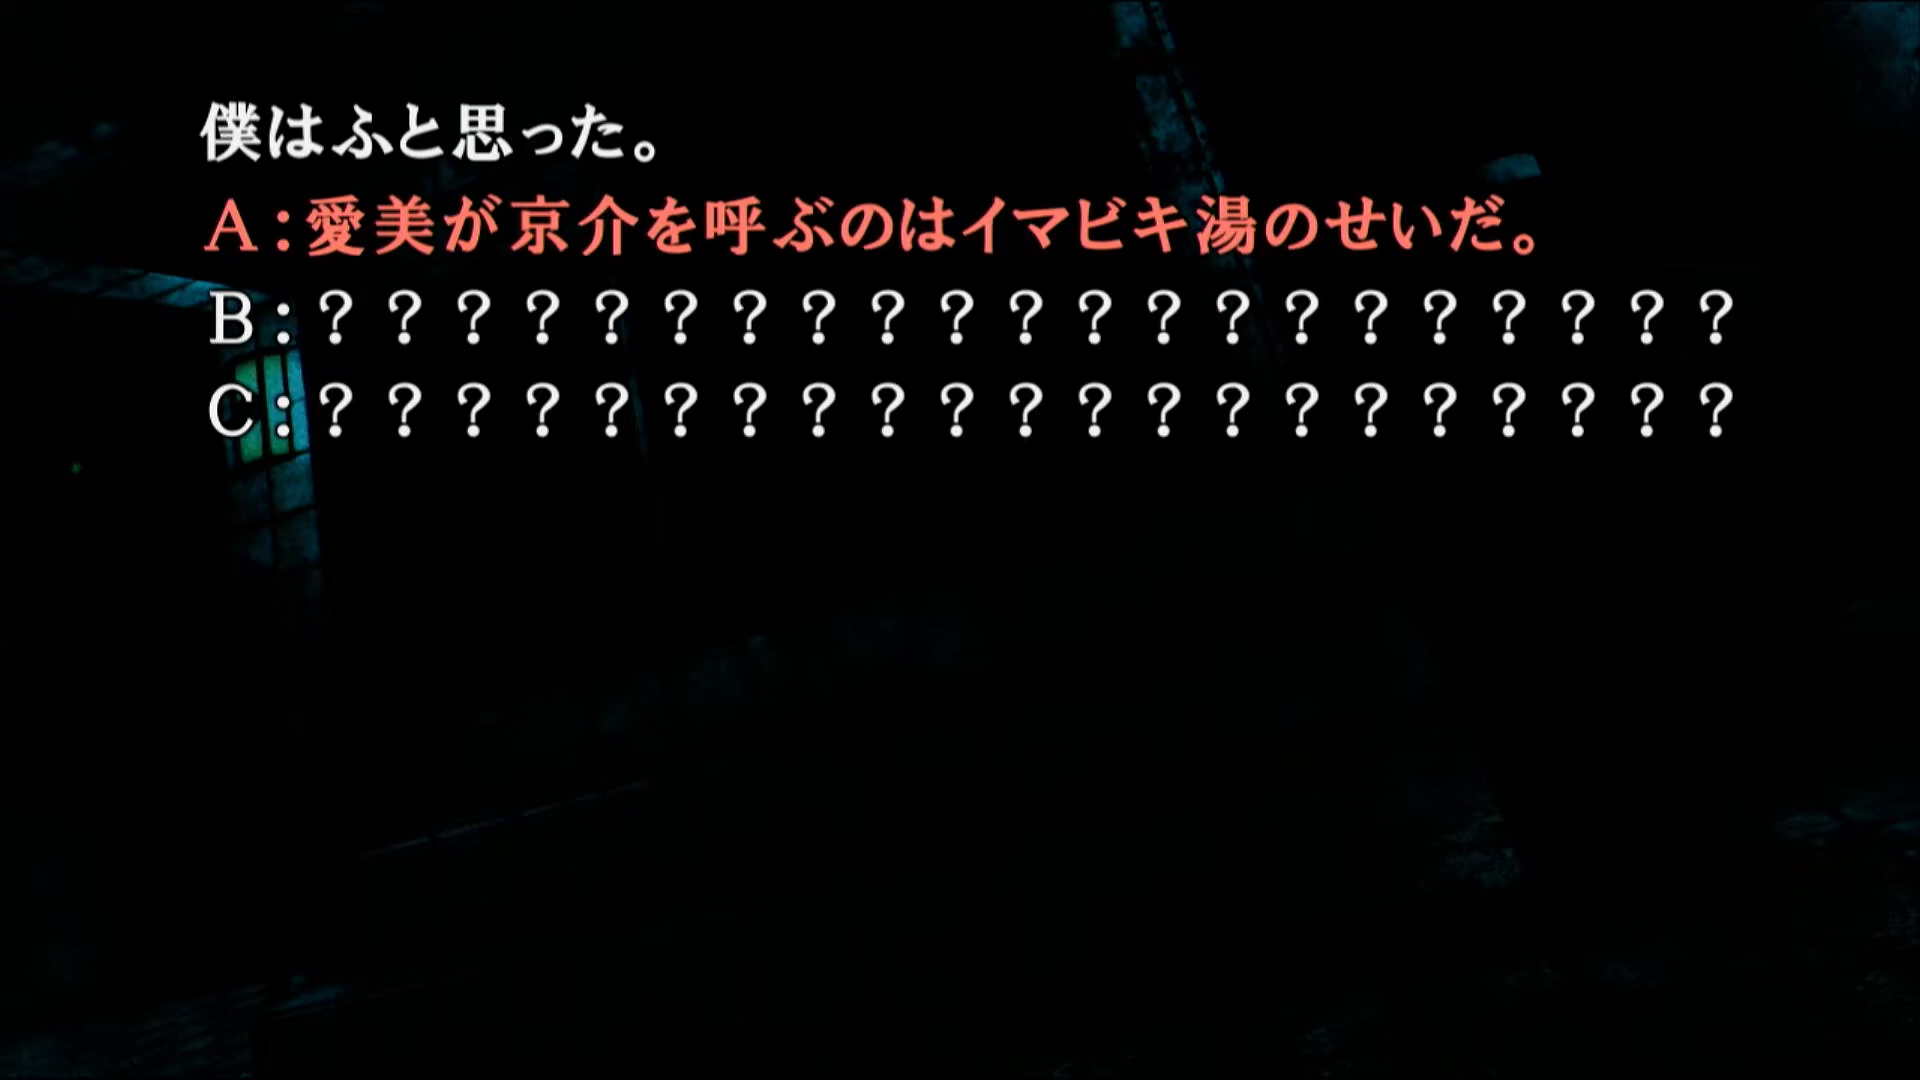 僕はふと思った。
A：愛美が京介を呼ぶのはイマビキ湯のせいだ。
B：？？？？？？？？？？？？？？？？？？？？？
C：？？？？？？？？？？？？？？？？？？？？？